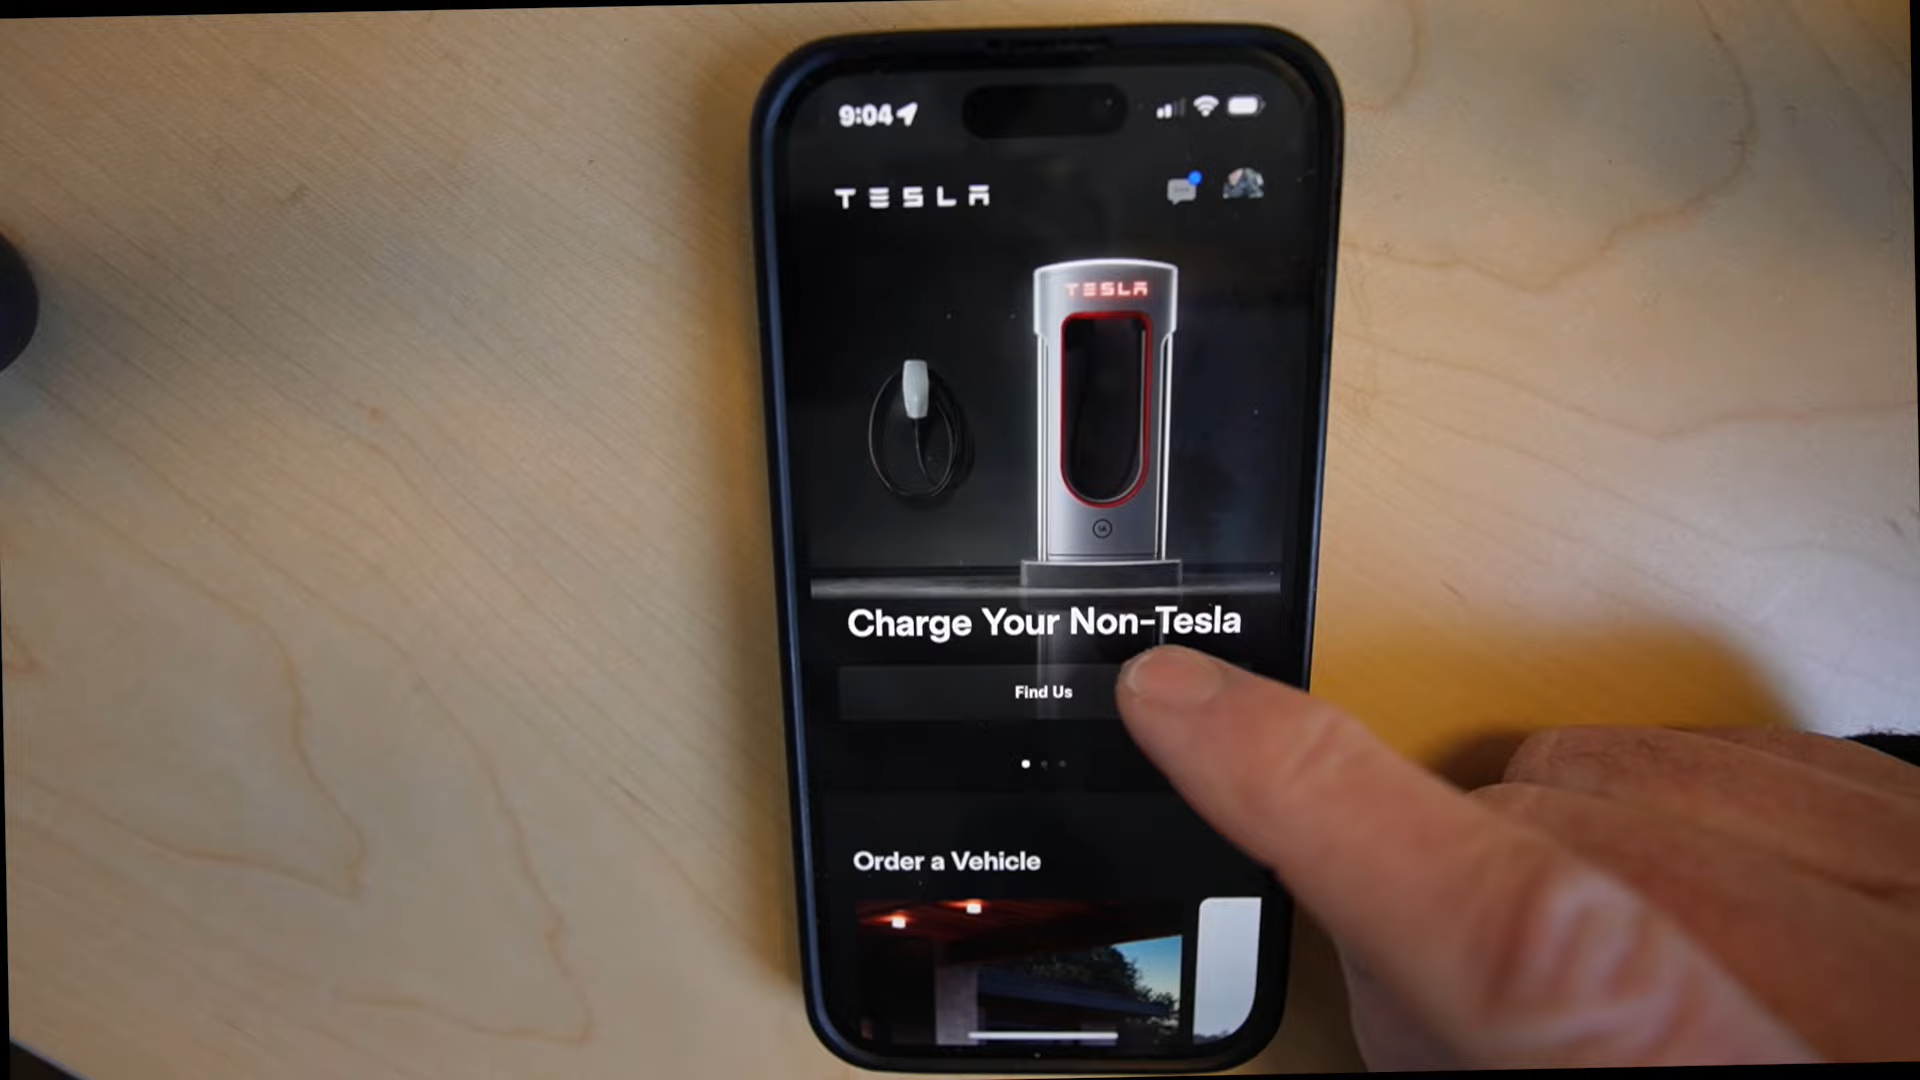 9:04
TESLA
TESLA
Charge Your Non-Tesla
Find Us
Order a Vehicle